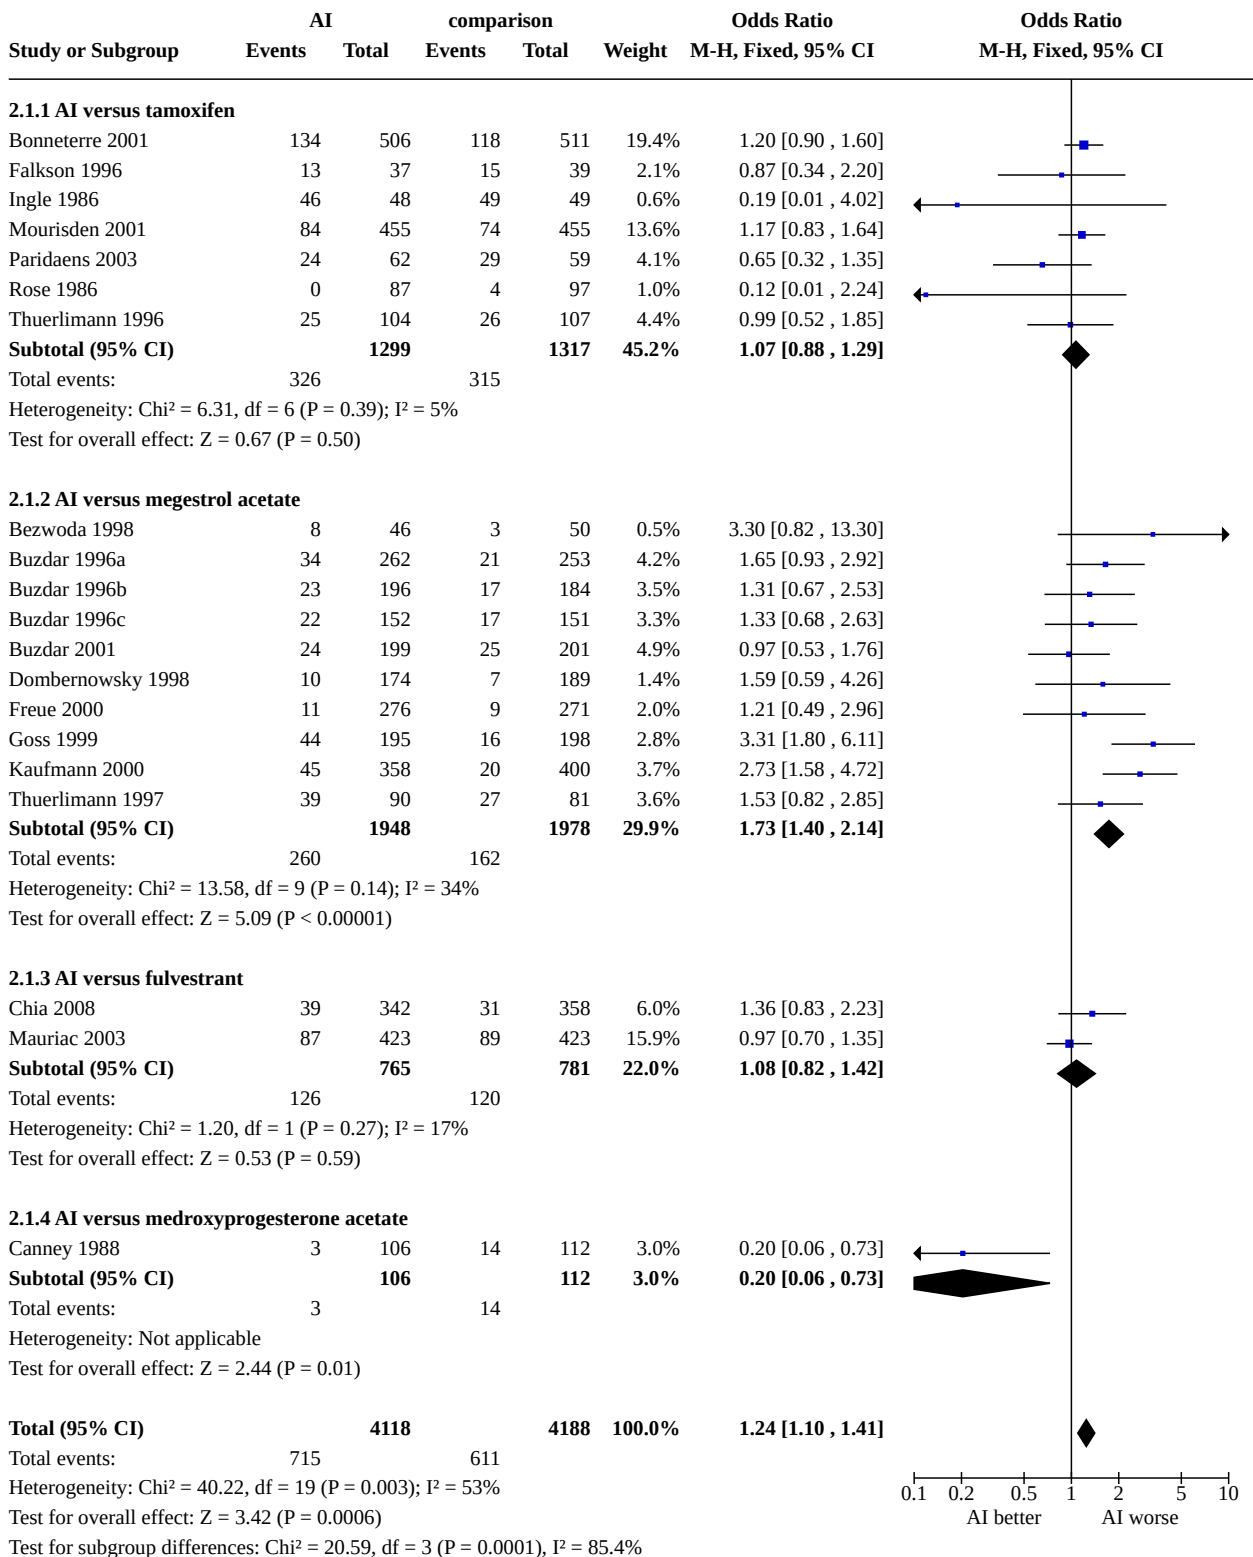 AI comparison Odds Ratio Odds Ratio
Study or Subgroup Events Total Events Total Weight M-H, Fixed, 95% CI M-H, Fixed, 95% CI
2.1.1 AI versus tamoxifen
Bonneterre 2001 134 506 118 511 19.4% 1.20 [0.90 , 1.60]
Falkson 1996 13 37 15 39 2.1% 0.87 [0.34 , 2.20]
Ingle 1986 46 48 49 49 0.6% 0.19 [0.01 , 4.02]
Mourisden 2001 84 455 74 455 13.6% 1.17 [0.83 , 1.64]
Paridaens 2003 24 62 29 59 4.1% 0.65 [0.32 , 1.35]
Rose 1986 0 87 4 97 1.0% 0.12 [0.01 , 2.24]
Thuerlimann 1996 25 104 26 107 4.4% 0.99 [0.52 , 1.85]
Subtotal (95% CI) 1299 1317 45.2% 1.07 [0.88 , 1.29]
Total events: 326 315
Heterogeneity: Chi² = 6.31, df = 6 (P = 0.39); I² = 5%
Test for overall effect: Z = 0.67 (P = 0.50)
2.1.2 AI versus megestrol acetate
Bezwoda 1998 8 46 3 50 0.5% 3.30 [0.82 , 13.30]
Buzdar 1996a 34 262 21 253 4.2% 1.65 [0.93 , 2.92]
Buzdar 1996b 23 196 17 184 3.5% 1.31 [0.67 , 2.53]
Buzdar 1996c 22 152 17 151 3.3% 1.33 [0.68 , 2.63]
Buzdar 2001 24 199 25 201 4.9% 0.97 [0.53 , 1.76]
Dombernowsky 1998 10 174 7 189 1.4% 1.59 [0.59 , 4.26]
Freue 2000 11 276 9 271 2.0% 1.21 [0.49 , 2.96]
Goss 1999 44 195 16 198 2.8% 3.31 [1.80 , 6.11]
Kaufmann 2000 45 358 20 400 3.7% 2.73 [1.58 , 4.72]
Thuerlimann 1997 39 90 27 81 3.6% 1.53 [0.82 , 2.85]
Subtotal (95% CI) 1948 1978 29.9% 1.73 [1.40 , 2.14]
Total events: 260 162
Heterogeneity: Chi² = 13.58, df = 9 (P = 0.14); I² = 34%
Test for overall effect: Z = 5.09 (P < 0.00001)
2.1.3 AI versus fulvestrant
Chia 2008 39 342 31 358 6.0% 1.36 [0.83 , 2.23]
Mauriac 2003 87 423 89 423 15.9% 0.97 [0.70 , 1.35]
Subtotal (95% CI) 765 781 22.0% 1.08 [0.82 , 1.42]
Total events: 126 120
Heterogeneity: Chi² = 1.20, df = 1 (P = 0.27); I² = 17%
Test for overall effect: Z = 0.53 (P = 0.59)
2.1.4 AI versus medroxyprogesterone acetate
Canney 1988 3 106 14 112 3.0% 0.20 [0.06 , 0.73]
Subtotal (95% CI) 106 112 3.0% 0.20 [0.06 , 0.73]
Total events: 3 14
Heterogeneity: Not applicable
Test for overall effect: Z = 2.44 (P = 0.01)
Total (95% CI) 4118 4188 100.0% 1.24 [1.10 , 1.41]
Total events: 715 611
Heterogeneity: Chi² = 40.22, df = 19 (P = 0.003); I² = 53%
0.1 0.2 0.5 1 2 5 10
Test for overall effect: Z = 3.42 (P = 0.0006)
AI better AI worse
Test for subgroup differences: Chi² = 20.59, df = 3 (P = 0.0001), I² = 85.4%